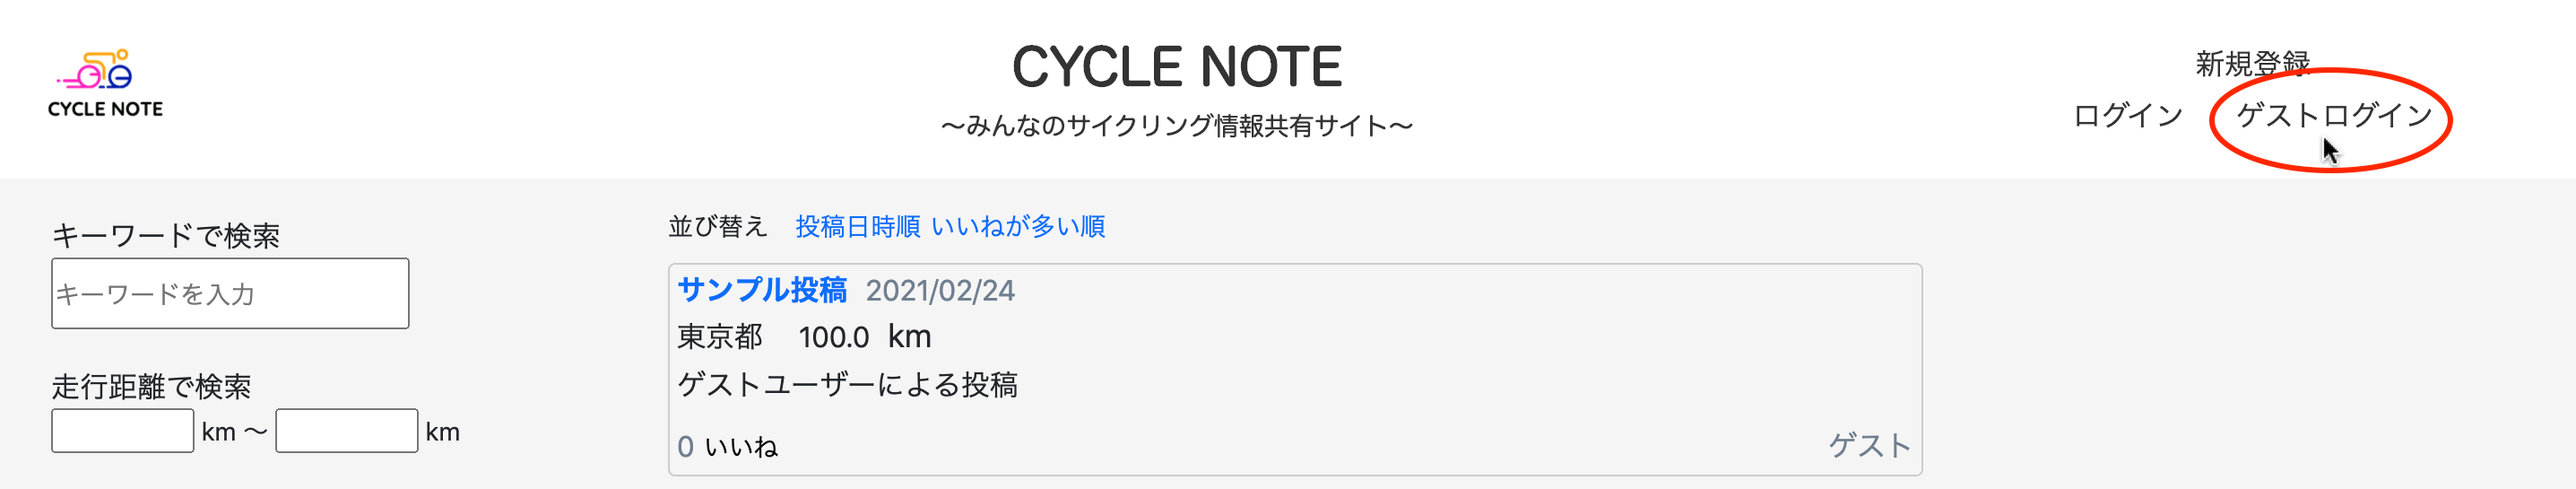 CYCLE NOTE
CYCLE NOTE
〜みんなのサイクリング情報共有サイト〜
新規登録
ログイン ゲストログイン
キーワードで検索
キーワードを入力
走行距離で検索
km 〜 km
並び替え 投稿日時順 いいねが多い順
サンプル投稿 2021/02/24
東京都 100.0 km
ゲストユーザーによる投稿
0 いいね ゲスト